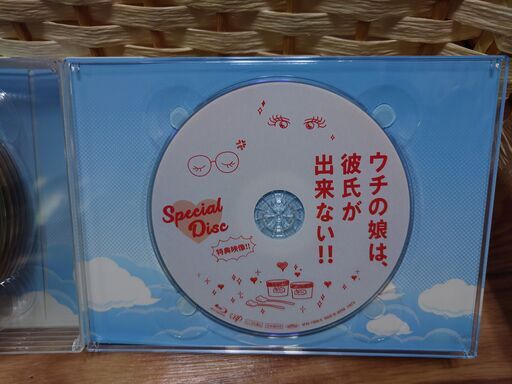 ウチの娘は、
彼氏が
出来ない!!
Special
Disc
特典映像!!